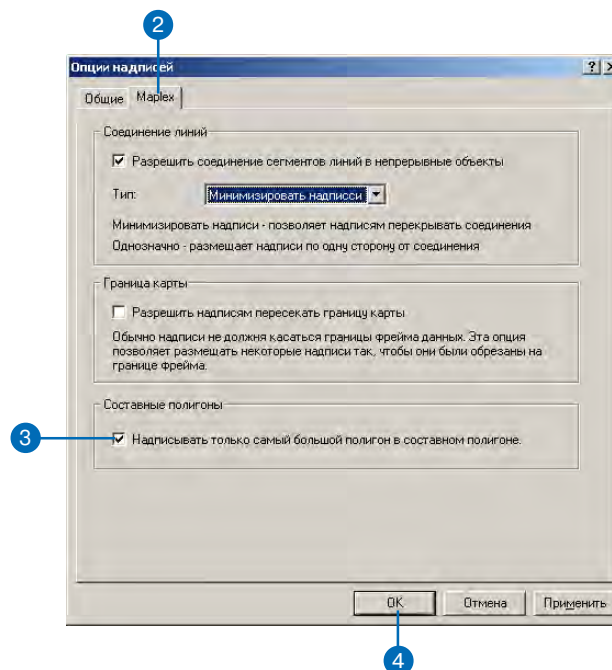 2
Опции надписей
Общие
Maplex
Соединение линий
Разрешить соединение сегментов линий в непрерывные объекты
Тип: Минимизировать надписси
Минимизировать надписи - позволяет надписям перекрывать соединения
Однозначно - размещает надписи по одну сторону от соединения
Граница карты
Разрешить надписям пересекать границу карты
Обычно надписи не должня касаться границы фрейма данных. Эта опция
позволяет размещать некоторые надписи так, чтобы они были обрезаны на
границе фрейма.
Составные полигоны
3
Надписывать только самый большой полигон в составном полигоне.
OK
Отмена
Применить
4